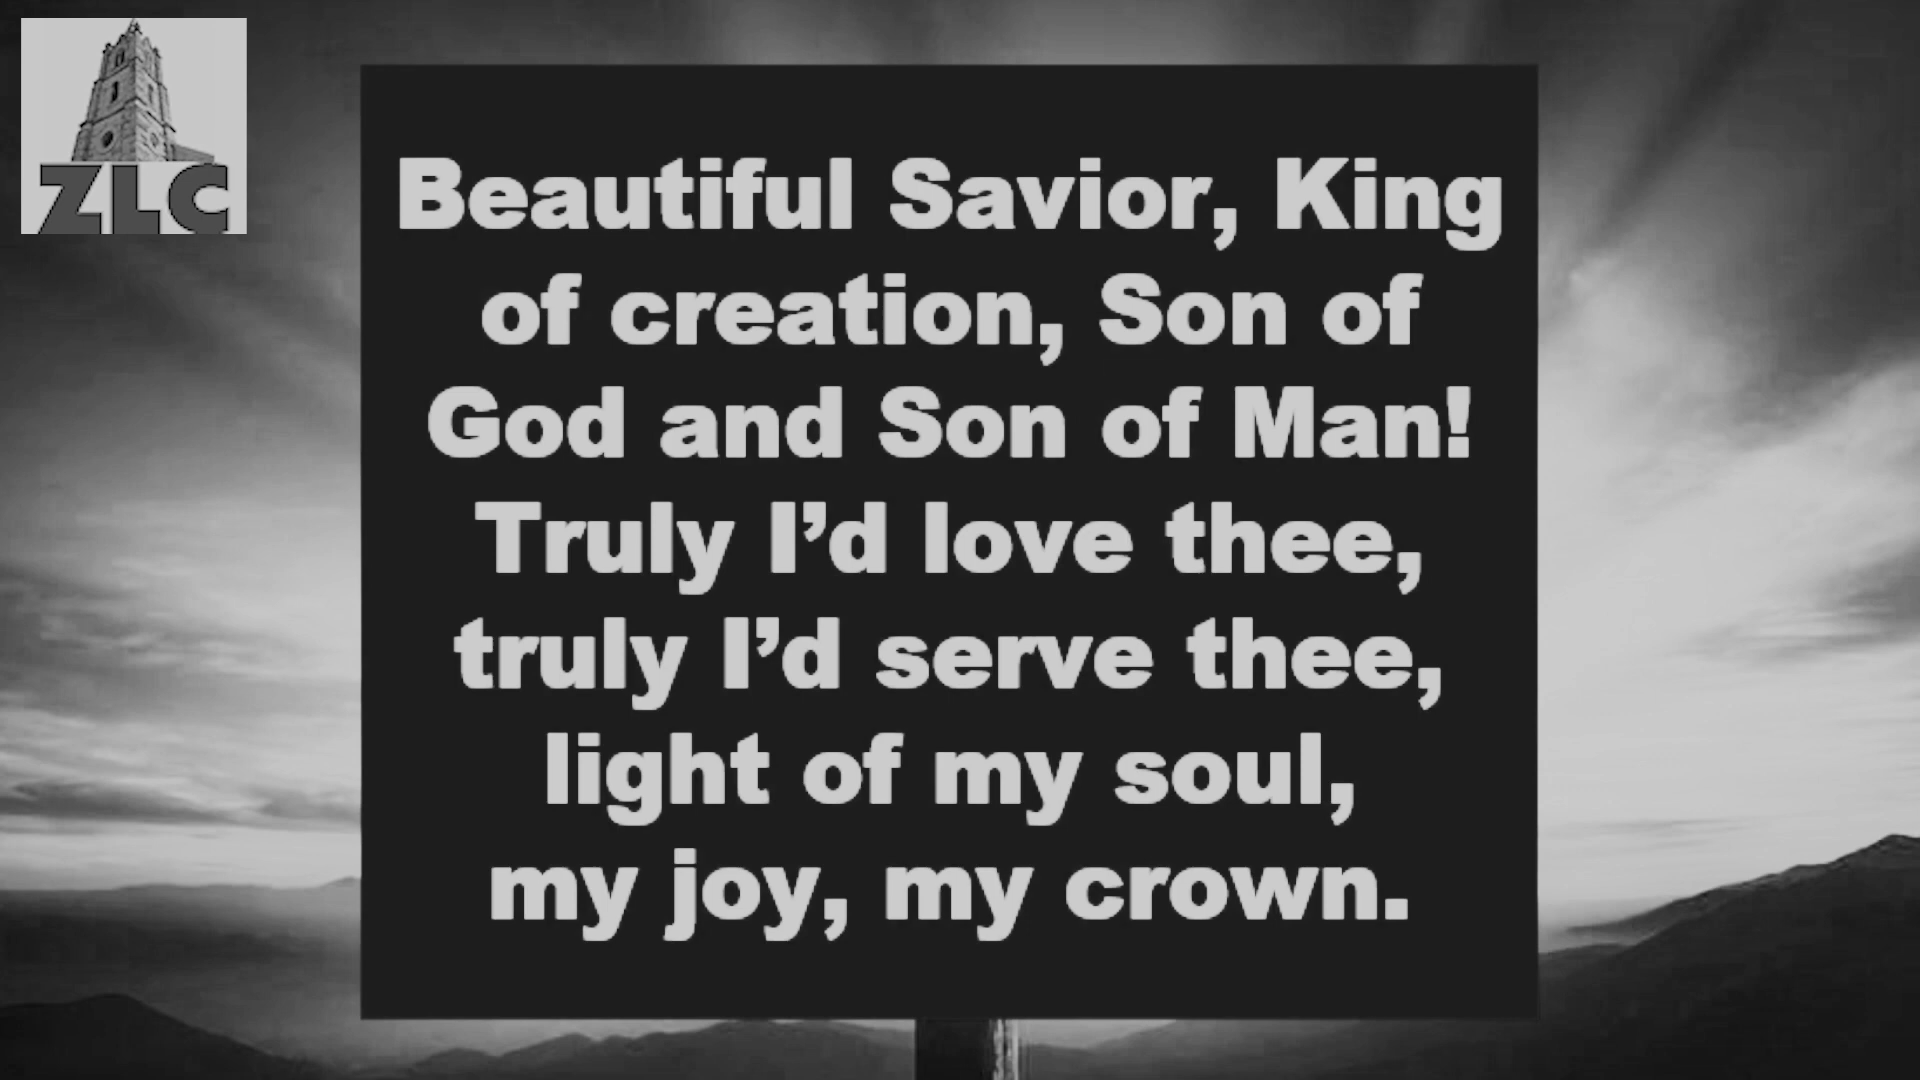 ZLC
Beautiful Savior, King
of creation, Son of
God and Son of Man!
Truly I’d love thee,
truly I’d serve thee,
light of my soul,
my joy, my crown.